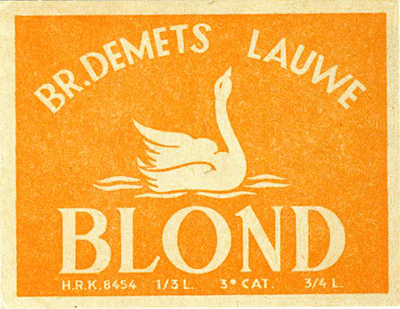 BR.DEMETS LAUWE
BLOND
H.R.K.8454 1/3 L. 3e CAT. 3/4 L.